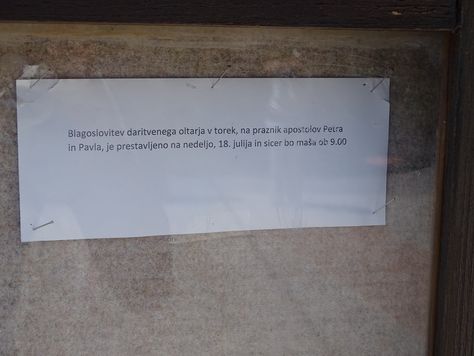 Blagoslovitev daritvenega oltarja v torek, na praznik apostolov Petra
in Pavla, je prestavljeno na nedeljo, 18. julija in sicer bo maša ob 9.00